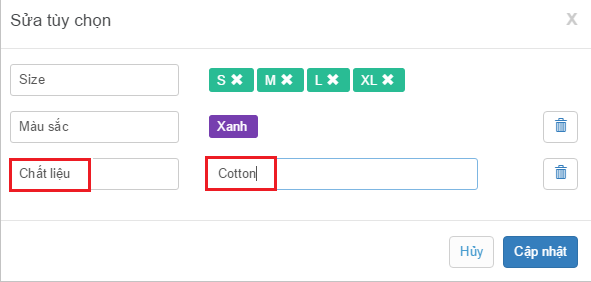 Sửa tùy chọn X
Size S ✖ M ✖ L ✖ XL ✖
Màu sắc Xanh
Chất liệu Cotton
Hủy Cập nhật